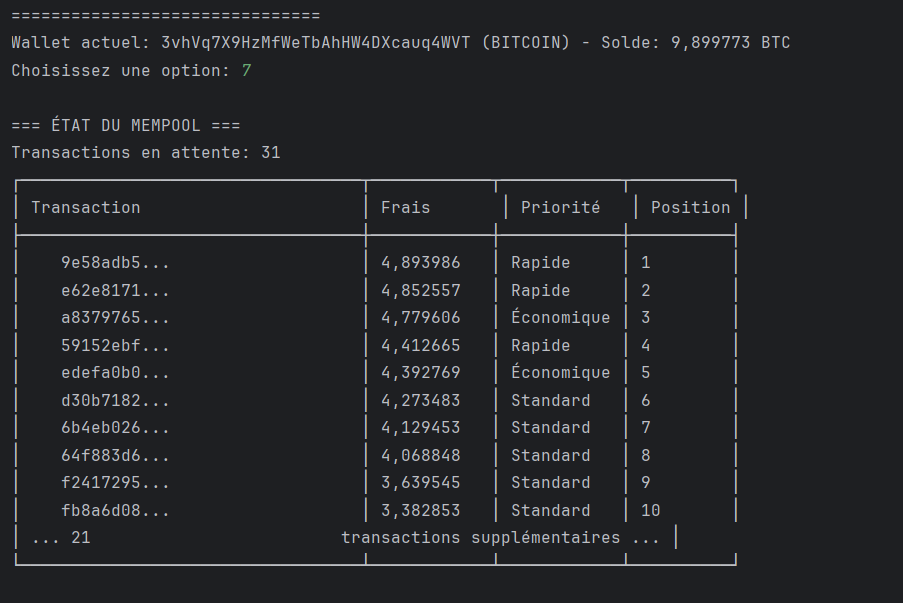 ===============================
Wallet actuel: 3vhVq7X9HzMfWeTbAhHW4DXcauq4WVT (BITCOIN) - Solde: 9,899773 BTC
Choisissez une option: 7
=== ÉTAT DU MEMPOOL ===
Transactions en attente: 31
Transaction Frais Priorité Position
9e58adb5... 4,893986 Rapide 1
e62e8171... 4,852557 Rapide 2
a8379765... 4,779606 Économique 3
59152ebf... 4,412665 Rapide 4
edefa0b0... 4,392769 Économique 5
d30b7182... 4,273483 Standard 6
6b4eb026... 4,129453 Standard 7
64f883d6... 4,068848 Standard 8
f2417295... 3,639545 Standard 9
fb8a6d08... 3,382853 Standard 10
... 21 transactions supplémentaires ...